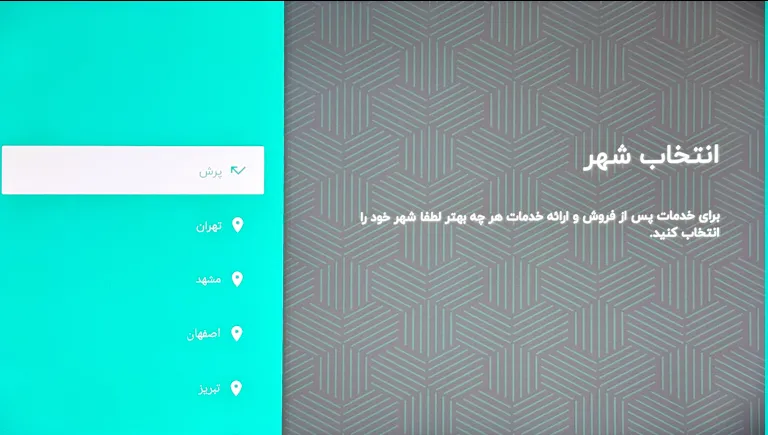 انتخاب شهر
برای خدمات پس از فروش و ارائه خدمات هر چه بهتر لطفا شهر خود را
انتخاب کنید.
پرش
تهران
مشهد
اصفهان
تبریز